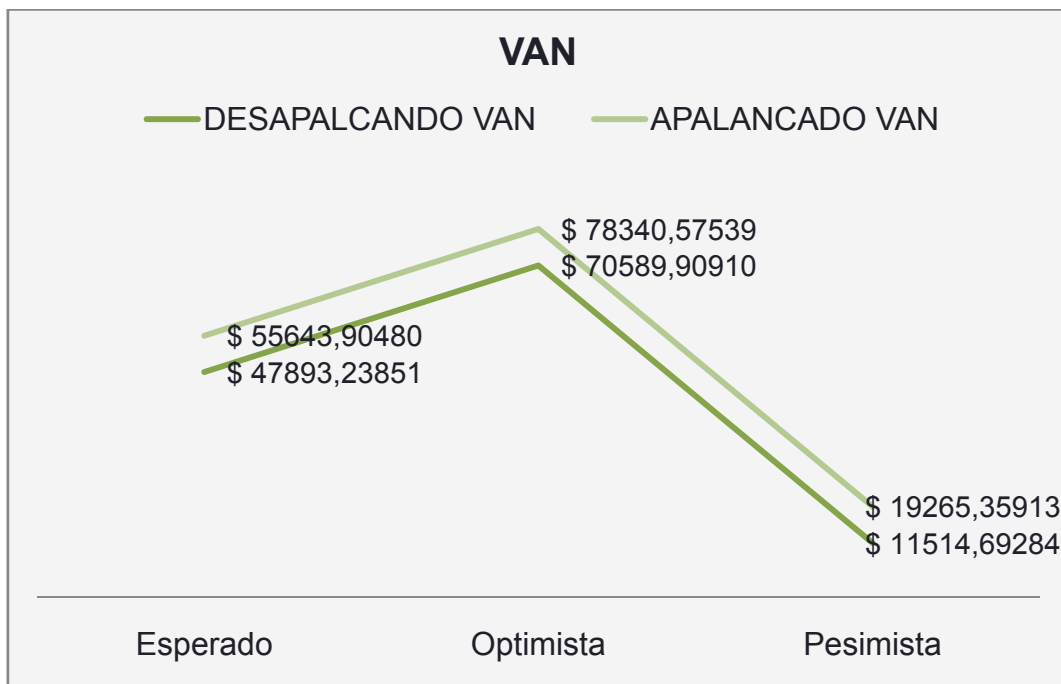 VAN
DESAPALCANDO VAN APALANCADO VAN
$ 78340,57539
$ 70589,90910
$ 55643,90480
$ 47893,23851
$ 19265,35913
$ 11514,69284
Esperado Optimista Pesimista